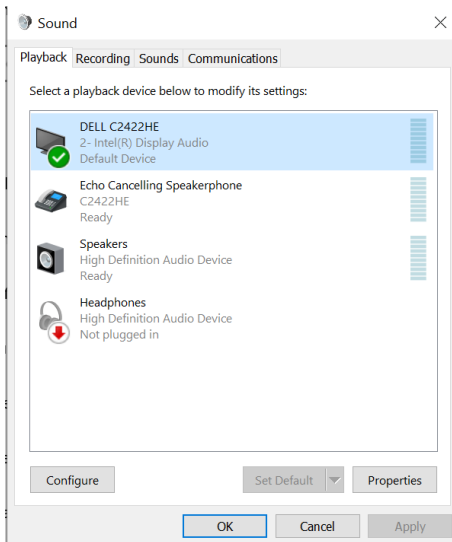 Sound
Playback Recording Sounds Communications
Select a playback device below to modify its settings:
DELL C2422HE
2- Intel(R) Display Audio
Default Device
Echo Cancelling Speakerphone
C2422HE
Ready
Speakers
High Definition Audio Device
Ready
Headphones
High Definition Audio Device
Not plugged in
Configure Set Default Properties
OK Cancel Apply